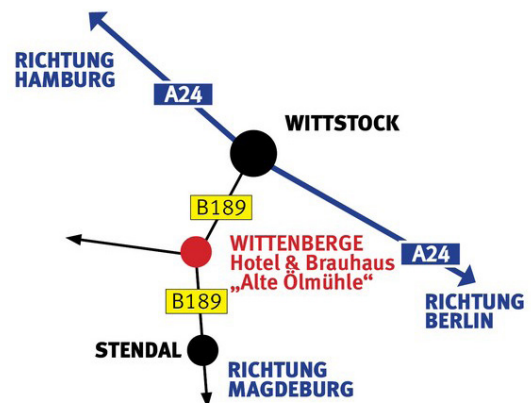 RICHTUNG
HAMBURG
A24
WITTSTOCK
B189
WITTENBERGE
Hotel & Brauhaus
„Alte Ölmühle“
A24
RICHTUNG
BERLIN
B189
STENDAL
RICHTUNG
MAGDEBURG